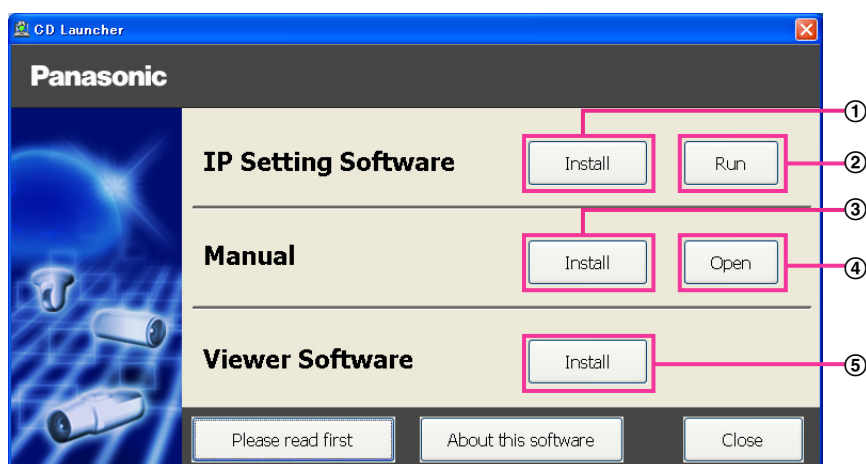 CD Launcher
Panasonic
①
IP Setting Software Install Run ②
③
Manual Install Open ④
Viewer Software Install ⑤
Please read first About this software Close